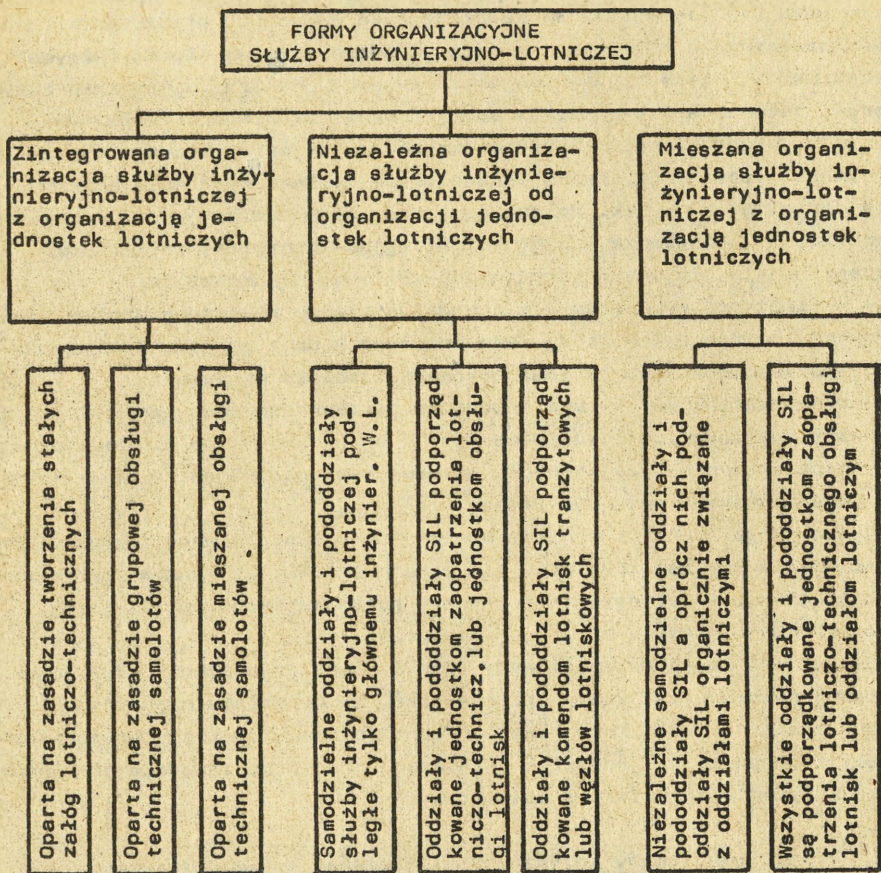 FORMY ORGANIZACYJNE
SŁUŻBY INŻYNIERYJNO-LOTNICZEJ
Zintegrowana orga-
nizacja służby inży-
nieryjno-lotniczej
z organizacją je-
dnostek lotniczych
Niezależna organiza-
cja służby inżynie-
ryjno-lotniczej od
organizacji jedno-
stek lotniczych
Mieszana organi-
zacja służby in-
żynieryjno-lot-
niczej z organi-
zacją jednostek
lotniczych
Oparta na zasadzie tworzenia stałych
załóg lotniczo-technicznych
Oparta na zasadzie grupowej obsługi
technicznej samolotów
Oparta na zasadzie mieszanej obsługi
technicznej samolotów.
Samodzielne oddziały i pododdziały
służby inżynieryjno-lotniczej pod-
ległe tylko głównemu inżynier. W.L.
Oddziały i pododdziały SIL podporząd-
kowane jednostkom zaopatrzenia lot-
niczo-technicz.lub jednostkom obsłu-
gi lotnisk
Oddziały i pododdziały SIL podporząd-
kowane komendom lotnisk tranzytowych
lub węzłów lotniskowych
Niezależne samodzielne oddziały i
pododdziały SIL a oprócz nich pod-
oddziały SIL organicznie związane
z oddziałami lotniczymi
Wszystkie oddziały i pododdziały SIL
są podporządkowane jednostkom zaopa-
trzenia lotniczo-technicznego obsługi
lotnisk lub oddziałom lotniczym